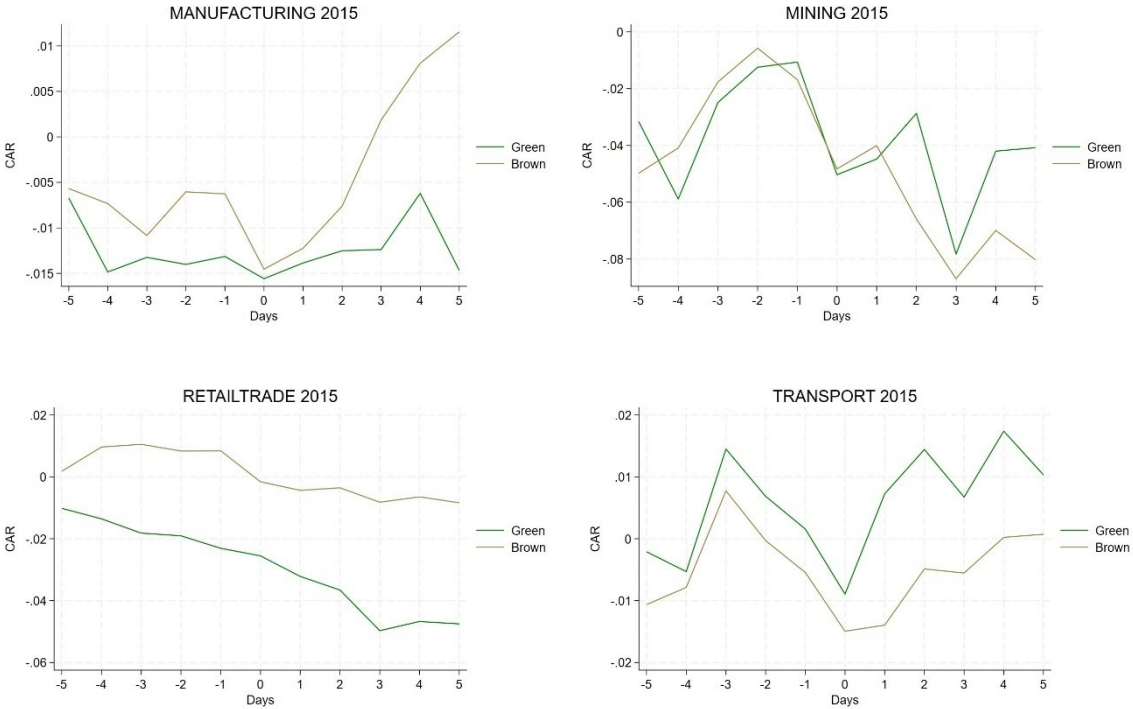 MANUFACTURING 2015
.01
.005
0
-.005
-.01
-.015
CAR
-5 -4 -3 -2 -1 0 1 2 3 4 5
Days
Green
Brown
MINING 2015
0
-.02
-.04
-.06
-.08
CAR
-5 -4 -3 -2 -1 0 1 2 3 4 5
Days
Green
Brown
RETAILTRADE 2015
.02
0
-.02
-.04
-.06
CAR
-5 -4 -3 -2 -1 0 1 2 3 4 5
Days
Green
Brown
TRANSPORT 2015
.02
.01
0
-.01
-.02
CAR
-5 -4 -3 -2 -1 0 1 2 3 4 5
Days
Green
Brown